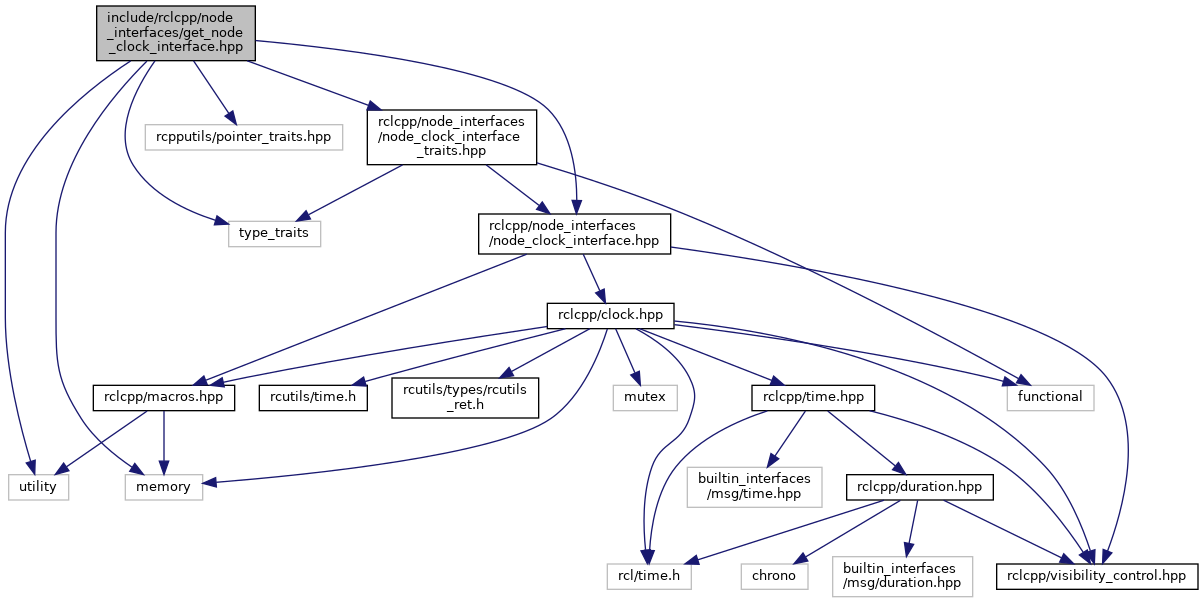 include/rclcpp/node
_interfaces/get_node
_clock_interface.hpp
rcpputils/pointer_traits.hpp
rclcpp/node_interfaces
/node_clock_interface
_traits.hpp
type_traits
rclcpp/node_interfaces
/node_clock_interface.hpp
rclcpp/clock.hpp
rclcpp/macros.hpp
rcutils/time.h
rcutils/types/rcutils
_ret.h
mutex
rclcpp/time.hpp
functional
utility
memory
builtin_interfaces
/msg/time.hpp
rclcpp/duration.hpp
rcl/time.h
chrono
builtin_interfaces
/msg/duration.hpp
rclcpp/visibility_control.hpp